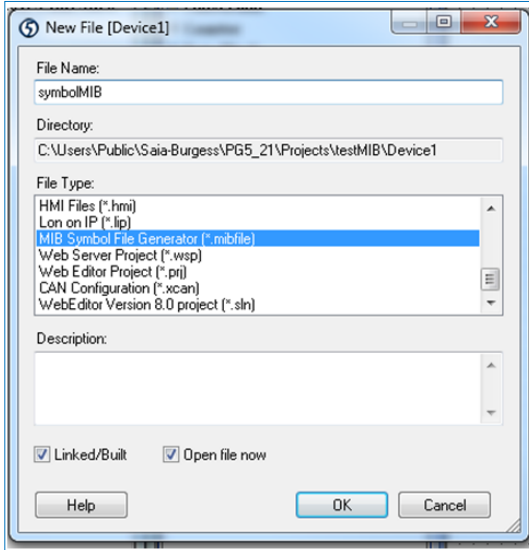 New File [Device1]
File Name:
symbolMIB
Directory:
C:\Users\Public\Saia-Burgess\PG5_21\Projects\testMIB\Device1
File Type:
HMI Files (*.hmi)
Lon on IP (*.lip)
MIB Symbol File Generator (*.mibfile)
Web Server Project (*.wsp)
Web Editor Project (*.prj)
CAN Configuration (*.xcan)
WebEditor Version 8.0 project (*.sln)
Description:
Linked/Built Open file now
Help OK Cancel